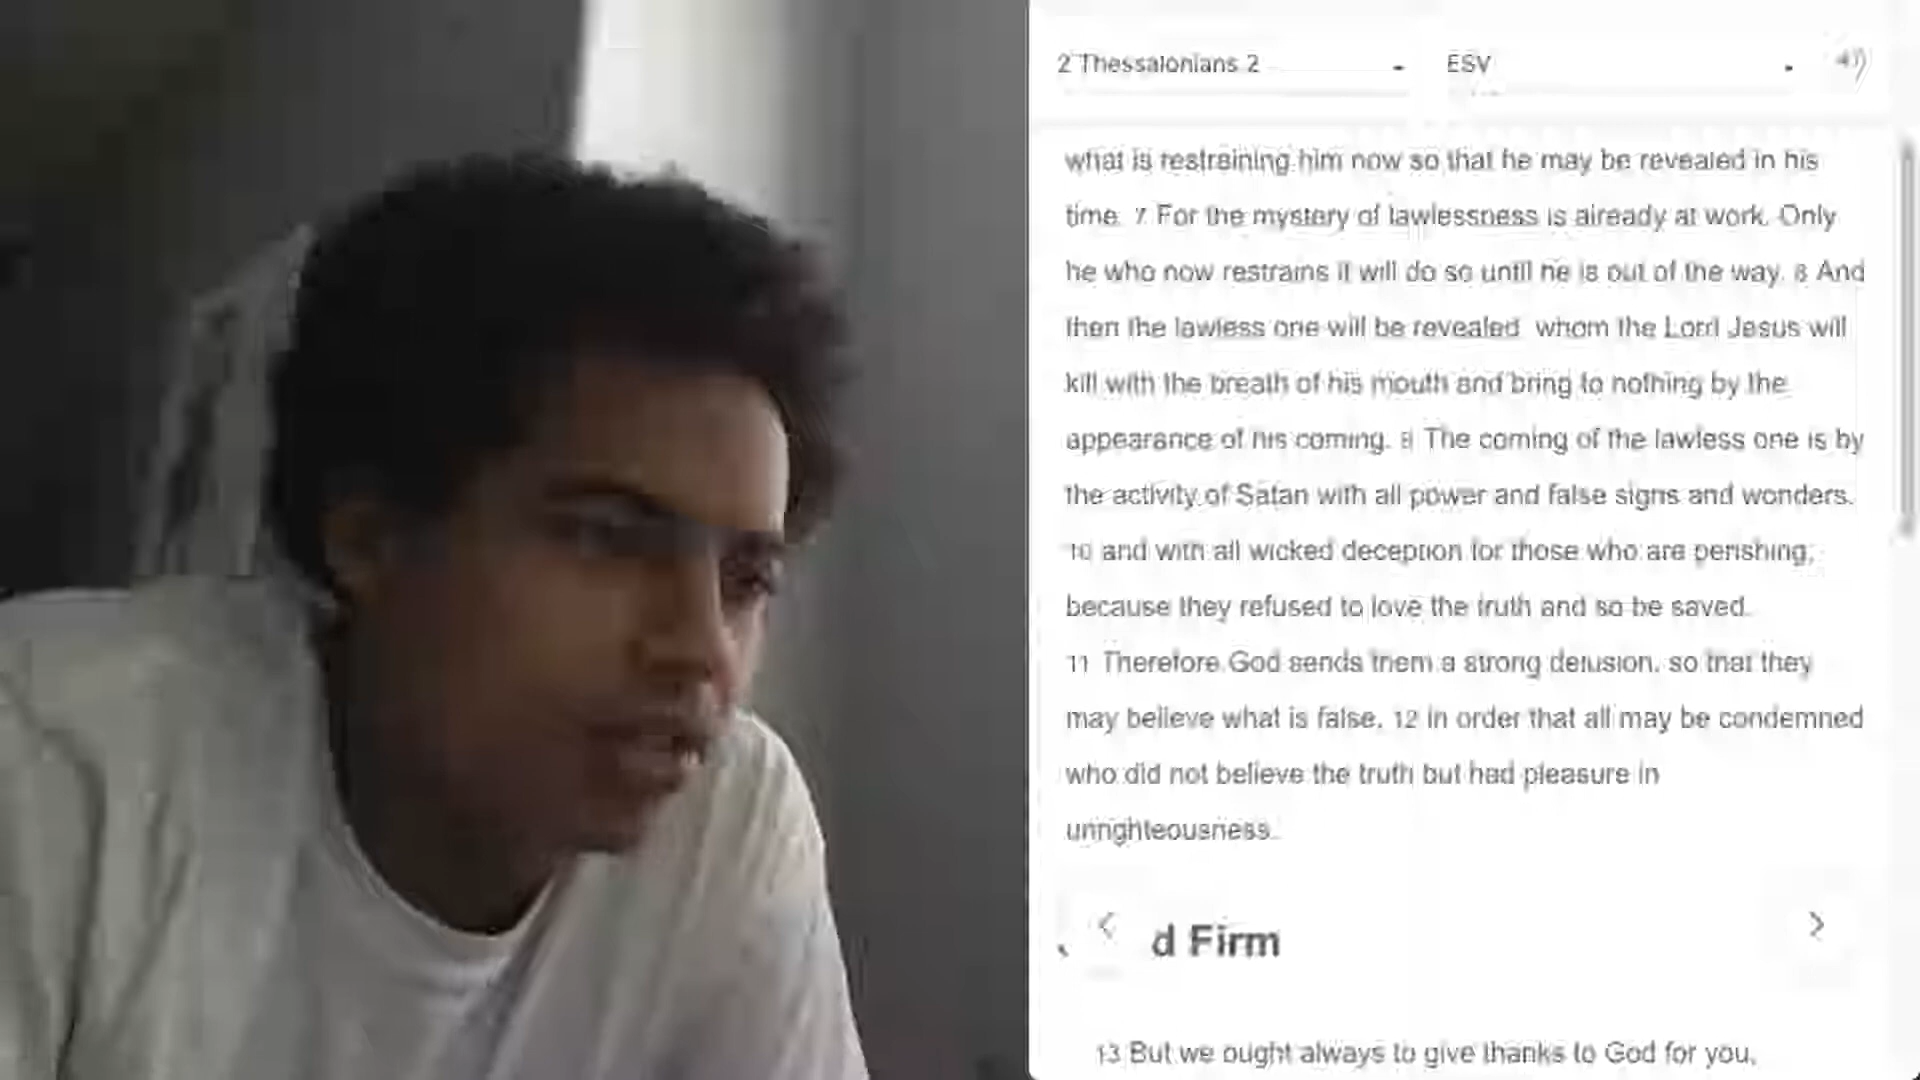 2 Thessalonians 2
ESV
what is restraining him now so that he may be revealed in his
time. 7 For the mystery of lawlessness is already at work. Only
he who now restrains it will do so until he is out of the way. 8 And
then the lawless one will be revealed, whom the Lord Jesus will
kill with the breath of his mouth and bring to nothing by the
appearance of his coming. 9 The coming of the lawless one is by
the activity of Satan with all power and false signs and wonders,
10 and with all wicked deception for those who are perishing,
because they refused to love the truth and so be saved.
11 Therefore God sends them a strong delusion, so that they
may believe what is false, 12 in order that all may be condemned
who did not believe the truth but had pleasure in
unrighteousness.
d Firm
13 But we ought always to give thanks to God for you,